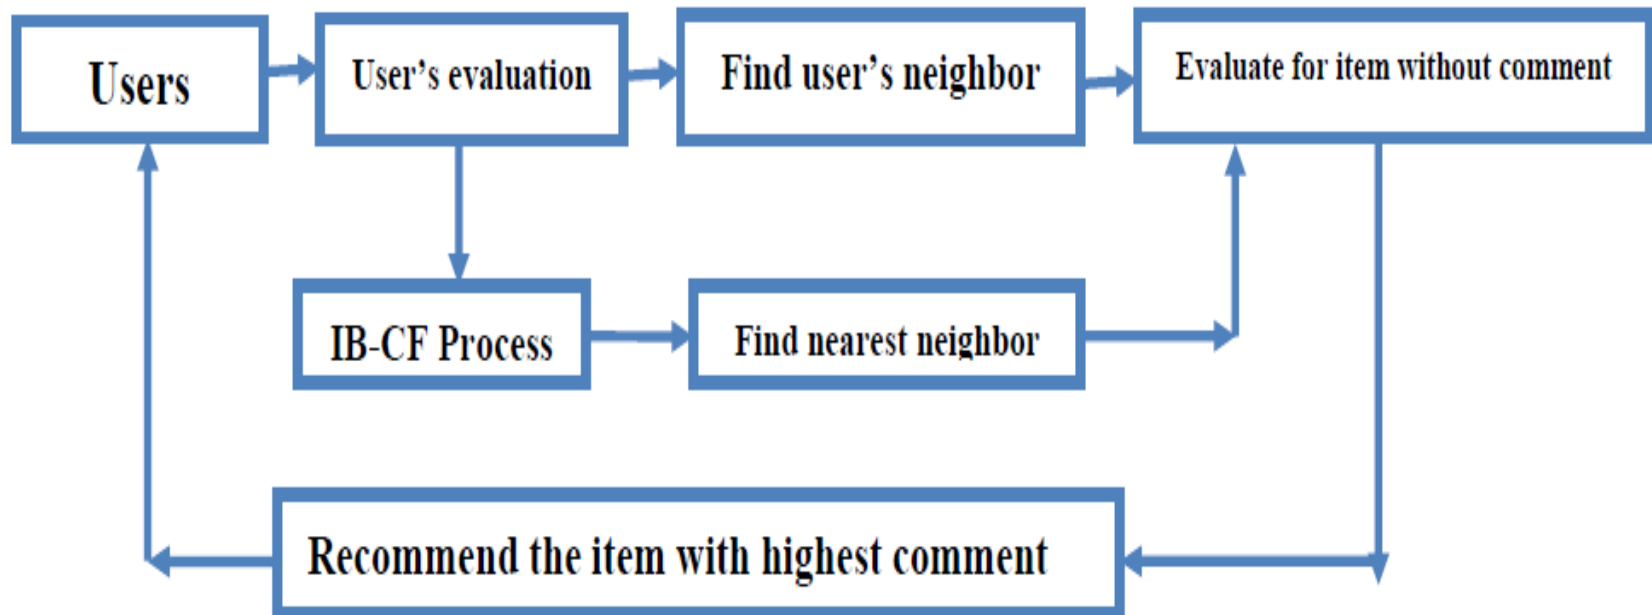 Users
User's evaluation
Find user's neighbor
Evaluate for item without comment
IB-CF Process
Find nearest neighbor
Recommend the item with highest comment